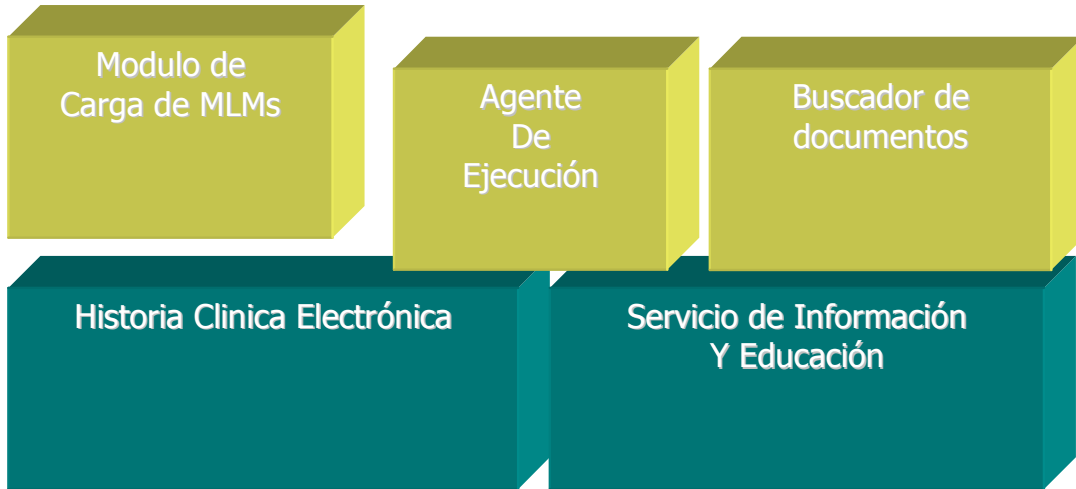 Modulo de
Carga de MLMs
Agente
De
Ejecución
Buscador de
documentos
Historia Clinica Electrónica
Servicio de Información
Y Educación